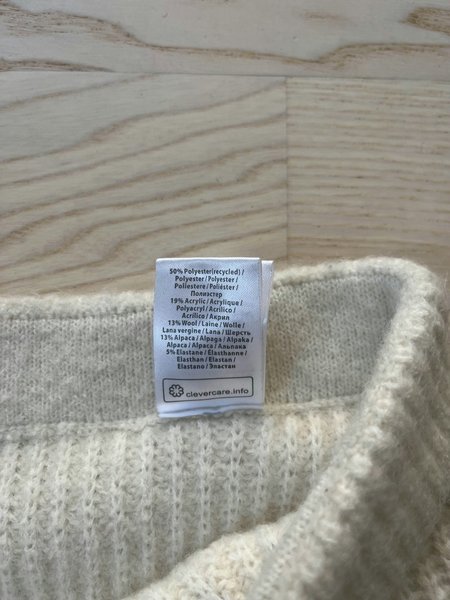 50% Polyester(recycled) /
Polyester / Polyester /
Poliestere / Poliéster /
Полиэстер
19% Acrylic / Acrylique /
Polyacryl / Acrilico /
Acrílico / Акрил
13% Wool / Laine / Wolle /
Lana vergine / Lana / Шерсть
13% Alpaca / Alpaga / Alpaka /
Alpaca / Alpaca / Альпака
5% Elastane / Elasthanne /
Elasthan / Elastan /
Elastano / Эластан
clevercare.info